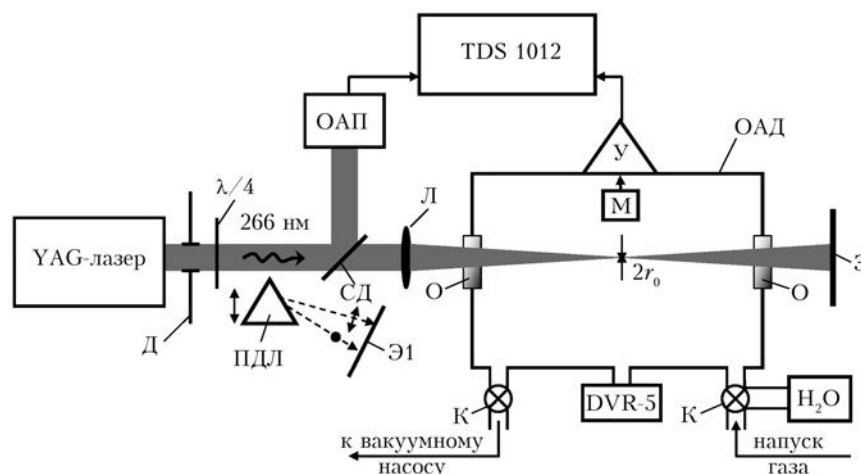 TDS 1012
ОАП
ОАД
У
М
λ/4
266 нм
Л
YAG-лазер
Э
СД
О
2r₀
О
Д
ПДЛ
Э1
К
DVR-5
К
H₂O
к вакуумному
насосу
напуск
газа